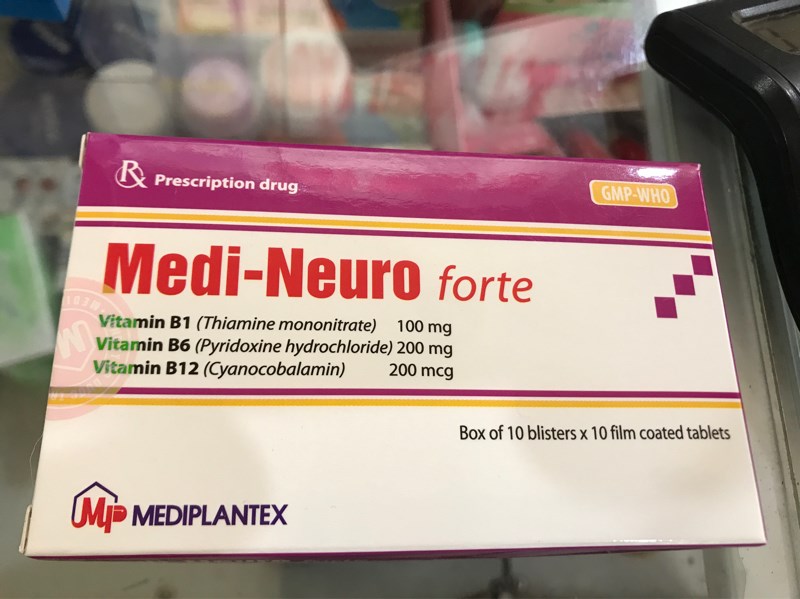 Rx Prescription drug
GMP-WHO
Medi-Neuro forte
Vitamin B1 (Thiamine mononitrate) 100 mg
Vitamin B6 (Pyridoxine hydrochloride) 200 mg
Vitamin B12 (Cyanocobalamin) 200 mcg
Box of 10 blisters x 10 film coated tablets
MP MEDIPLANTEX